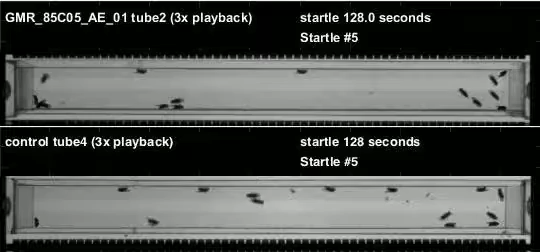 GMR_85C05_AE_01 tube2 (3x playback)
startle 128.0 seconds
Startle #5
control tube4 (3x playback)
startle 128 seconds
Startle #5